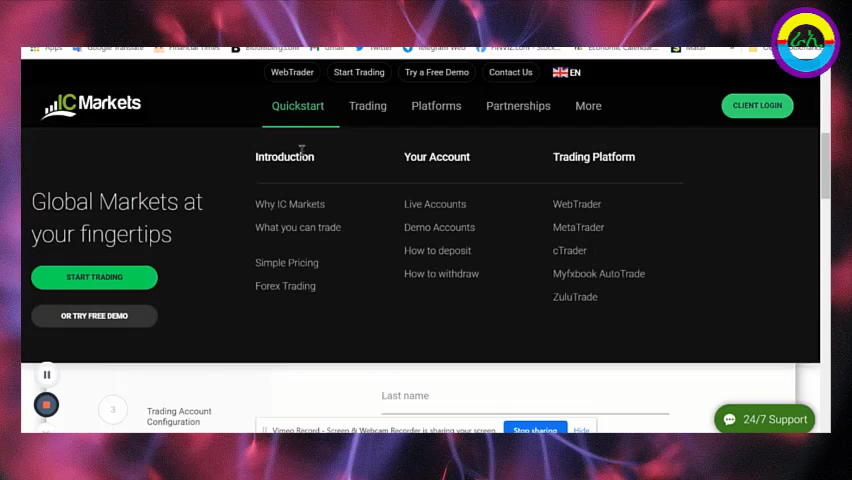 Apps Google Translate Financial Times Gmail Twitter Telegram Web FINVIZ.com - Stock... Economic Calendar...
WebTrader Start Trading Try a Free Demo Contact Us EN
IC Markets Quickstart Trading Platforms Partnerships More CLIENT LOGIN
Introduction Your Account Trading Platform
Global Markets at
your fingertips
START TRADING
OR TRY FREE DEMO
Why IC Markets Live Accounts WebTrader
What you can trade Demo Accounts MetaTrader
How to deposit cTrader
Simple Pricing How to withdraw Myfxbook AutoTrade
Forex Trading ZuluTrade
Last name
3 Trading Account
Configuration
24/7 Support
Vimeo Record - Screen & Webcam Recorder is sharing your screen. Stop sharing Hide